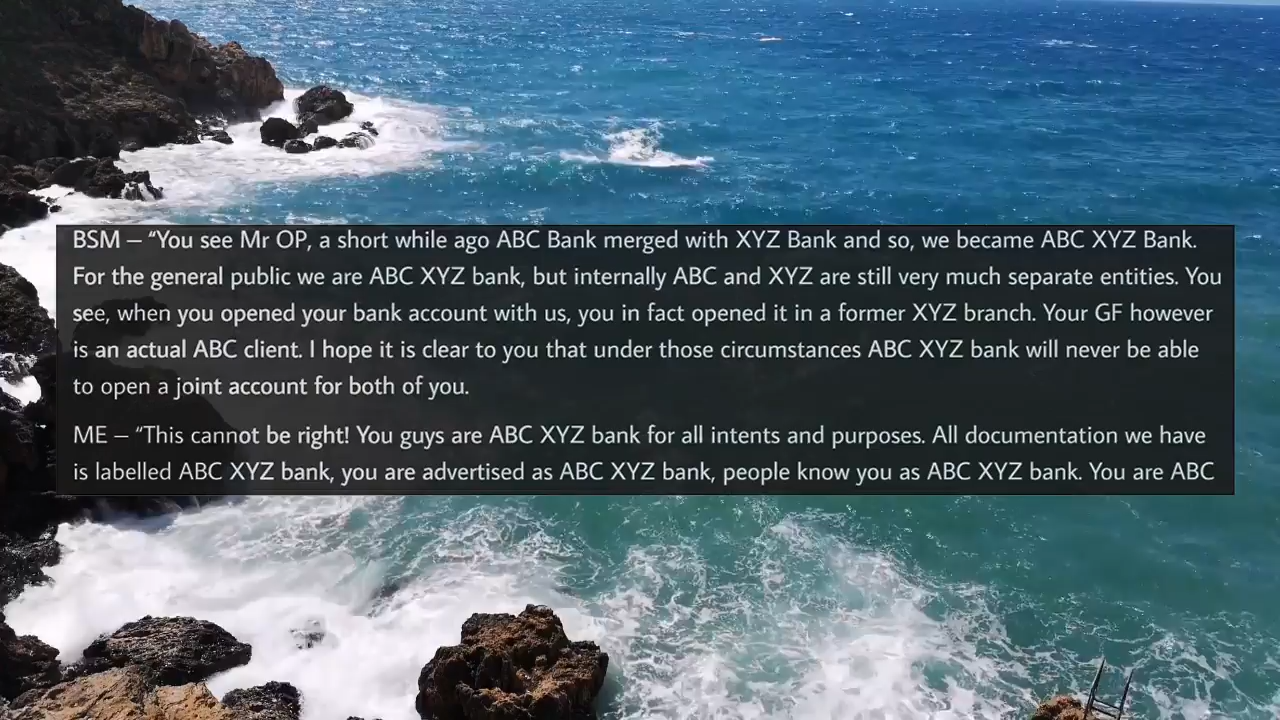 BSM – “You see Mr OP, a short while ago ABC Bank merged with XYZ Bank and so, we became ABC XYZ Bank.
For the general public we are ABC XYZ bank, but internally ABC and XYZ are still very much separate entities. You
see, when you opened your bank account with us, you in fact opened it in a former XYZ branch. Your GF however
is an actual ABC client. I hope it is clear to you that under those circumstances ABC XYZ bank will never be able
to open a joint account for both of you.
ME – “This cannot be right! You guys are ABC XYZ bank for all intents and purposes. All documentation we have
is labelled ABC XYZ bank, you are advertised as ABC XYZ bank, people know you as ABC XYZ bank. You are ABC